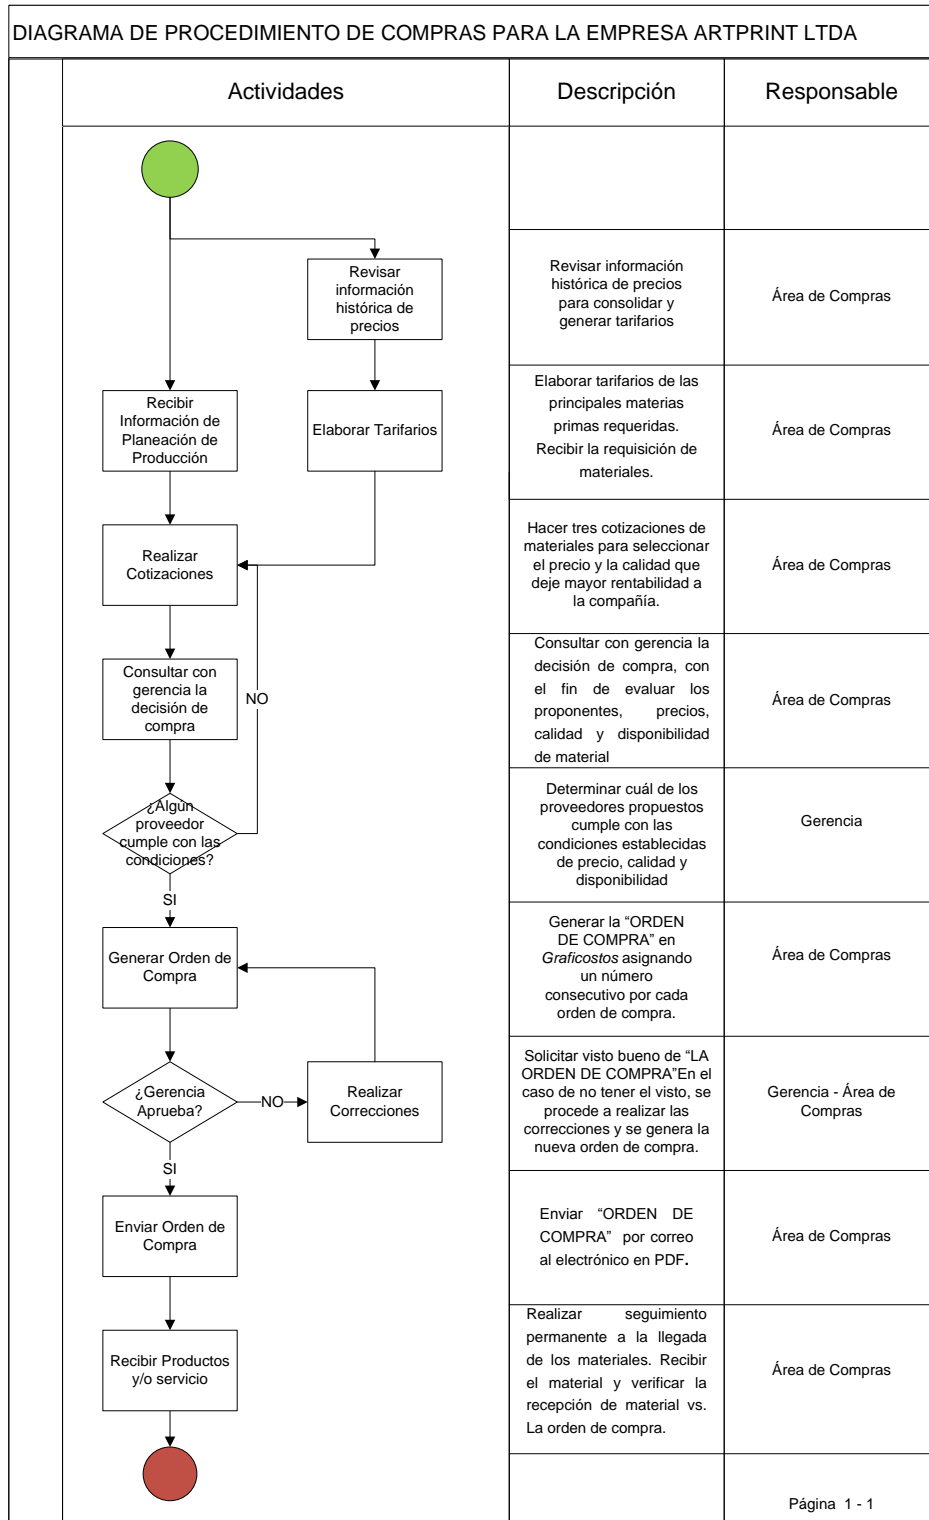 DIAGRAMA DE PROCEDIMIENTO DE COMPRAS PARA LA EMPRESA ARTPRINT LTDA
Actividades
Descripción
Responsable
Revisar
información
histórica de
precios
Revisar información
histórica de precios
para consolidar y
generar tarifarios
Área de Compras
Recibir
Información de
Planeación de
Producción
Elaborar Tarifarios
Elaborar tarifarios de las
principales materias
primas requeridas.
Recibir la requisición de
materiales.
Área de Compras
Realizar
Cotizaciones
Hacer tres cotizaciones de
materiales para seleccionar
el precio y la calidad que
deje mayor rentabilidad a
la compañía.
Área de Compras
Consultar con
gerencia la
decisión de
compra
NO
Consultar con gerencia la
decisión de compra, con
el fin de evaluar los
proponentes, precios,
calidad y disponibilidad
de material
Área de Compras
¿Algún
proveedor
cumple con las
condiciones?
SI
Determinar cuál de los
proveedores propuestos
cumple con las
condiciones establecidas
de precio, calidad y
disponibilidad
Gerencia
Generar Orden de
Compra
Generar la “ORDEN
DE COMPRA” en
Graficostos asignando
un número
consecutivo por cada
orden de compra.
Área de Compras
¿Gerencia
Aprueba?
NO
Realizar
Correcciones
SI
Solicitar visto bueno de “LA
ORDEN DE COMPRA”En el
caso de no tener el visto, se
procede a realizar las
correcciones y se genera la
nueva orden de compra.
Gerencia - Área de
Compras
Enviar Orden de
Compra
Enviar “ORDEN DE
COMPRA” por correo
al electrónico en PDF.
Área de Compras
Recibir Productos
y/o servicio
Realizar seguimiento
permanente a la llegada
de los materiales. Recibir
el material y verificar la
recepción de material vs.
La orden de compra.
Área de Compras
Página 1 - 1